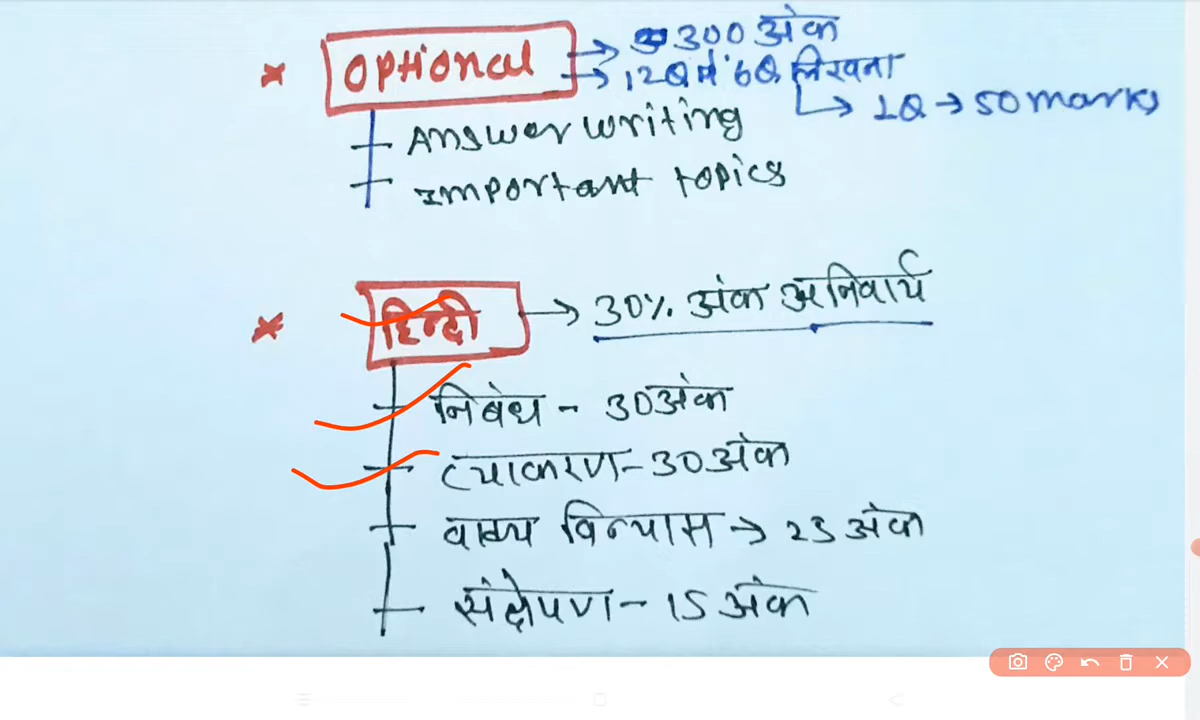 * Optional → 300 अंक
→ 12Q में 6Q लिखना
→ 1Q → 50 marks
Answer writing
Important topics
* हिन्दी → 30% अंक अनिवार्य
निबंध - 30 अंक
व्याकरण - 30 अंक
वाक्य विन्यास → 25 अंक
संक्षेपण - 15 अंक